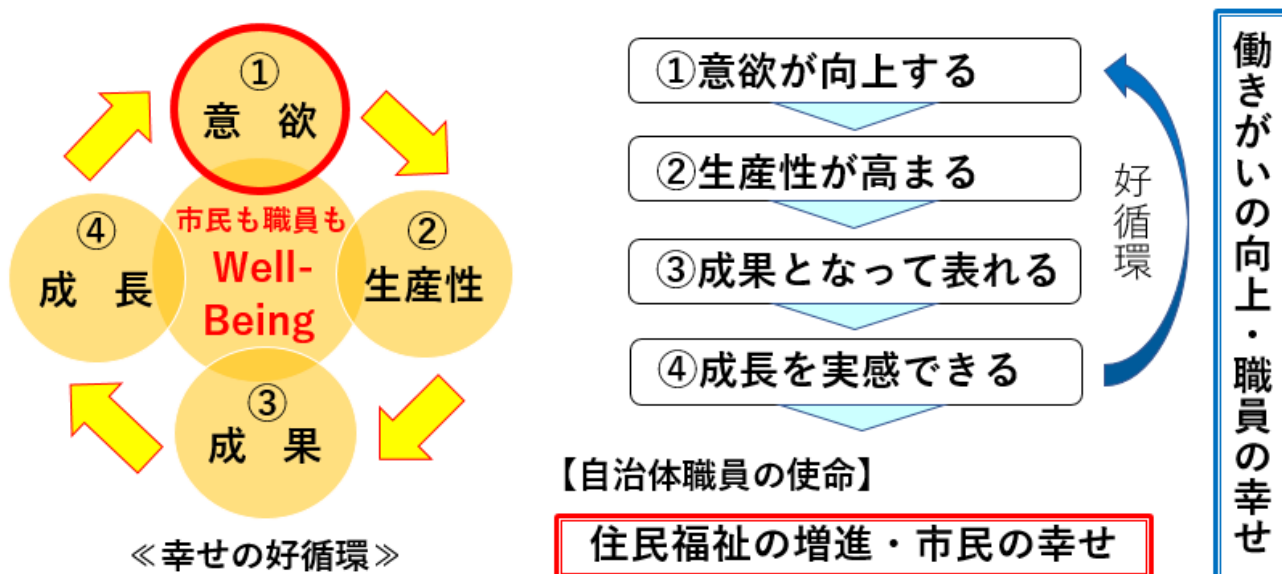 ①
意 欲
②
生産性
③
成 果
④
成 長
市民も職員も
Well-
Being
≪幸せの好循環≫
①意欲が向上する
②生産性が高まる
③成果となって表れる
④成長を実感できる
好循環
【自治体職員の使命】
住民福祉の増進・市民の幸せ
働きがいの向上・職員の幸せ